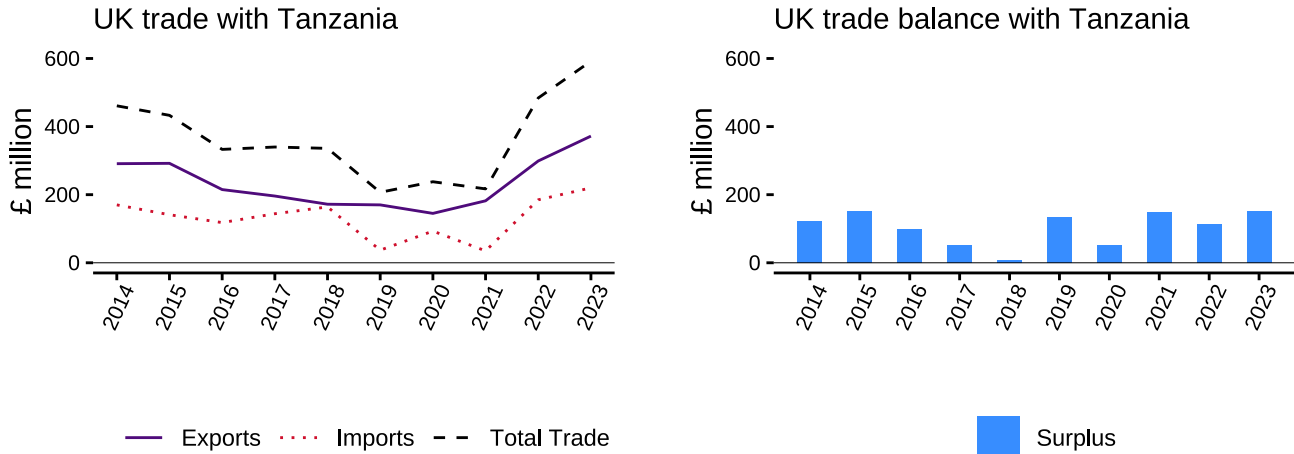 UK trade with Tanzania
£ million
600
400
200
0
2014 2015 2016 2017 2018 2019 2020 2021 2022 2023
Exports Imports Total Trade
UK trade balance with Tanzania
£ million
600
400
200
0
2014 2015 2016 2017 2018 2019 2020 2021 2022 2023
Surplus